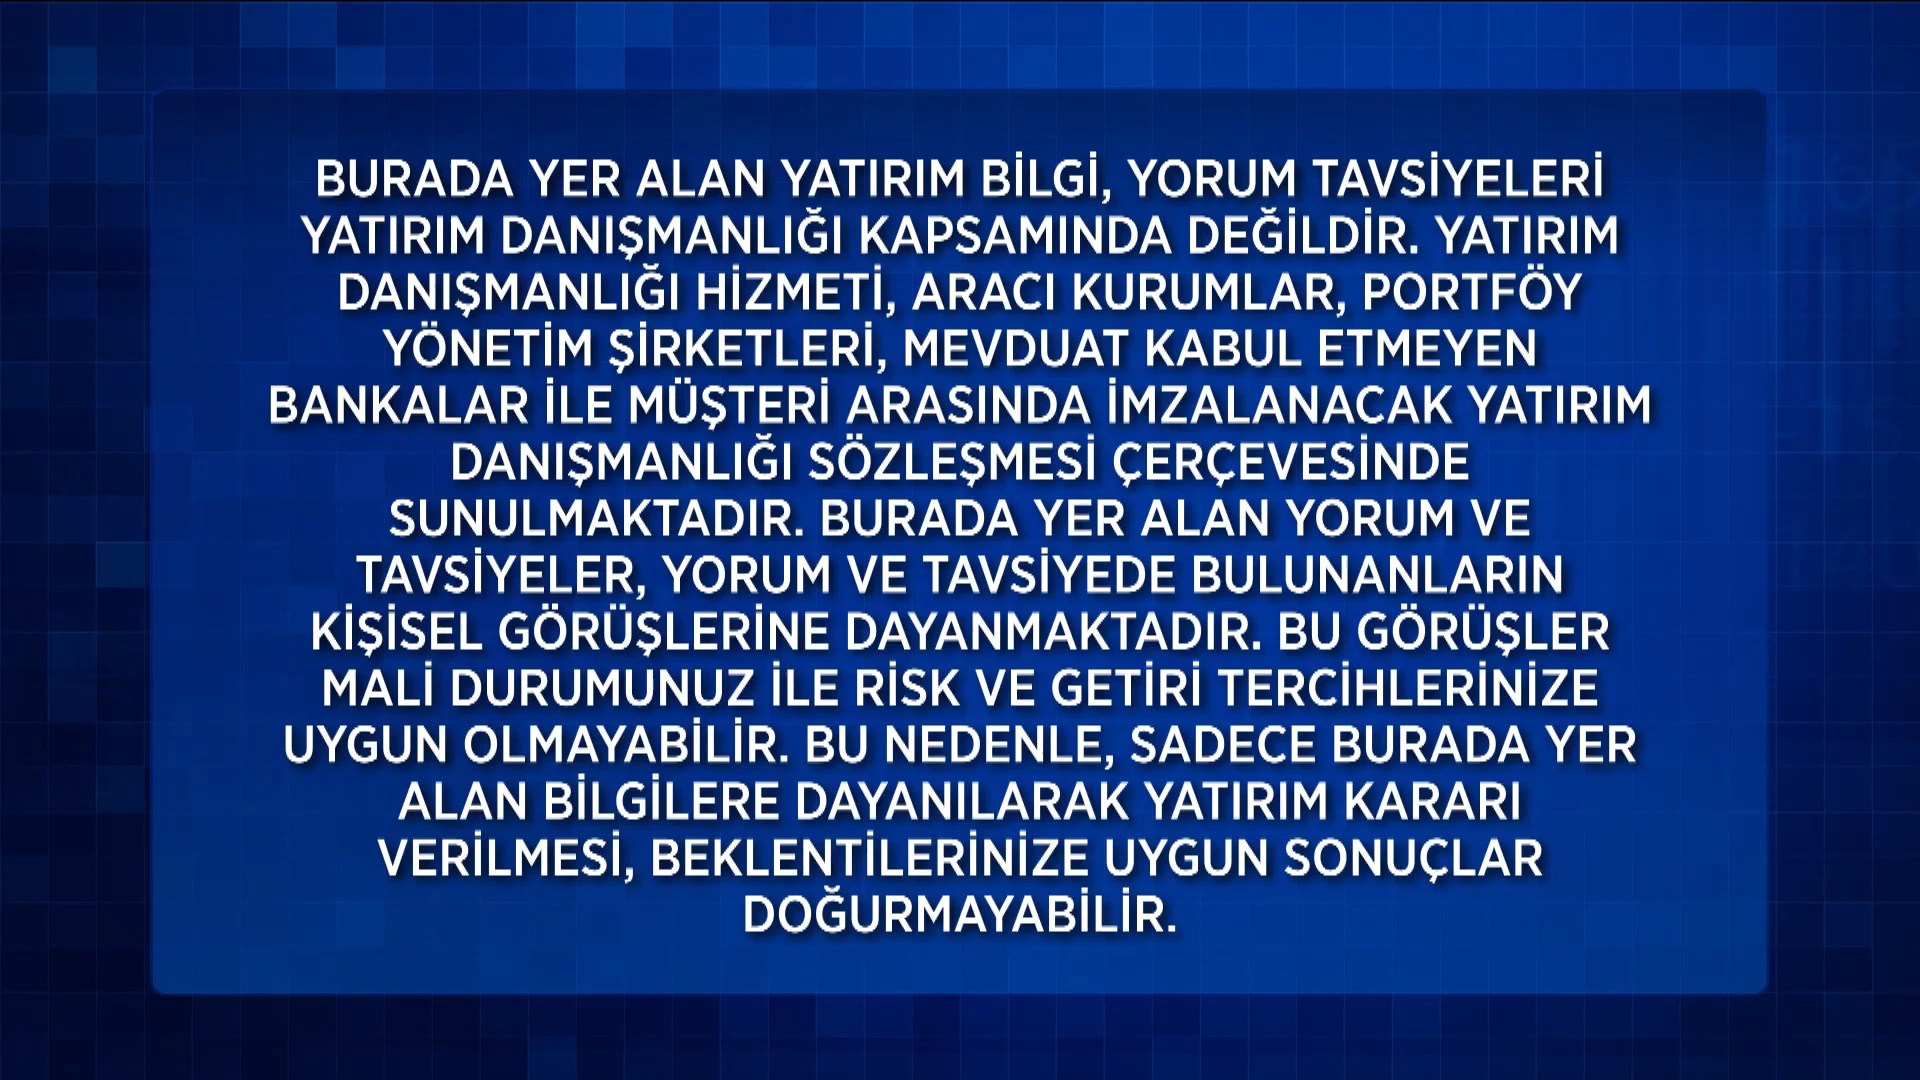 BURADA YER ALAN YATIRIM BİLGİ, YORUM TAVSİYELERİ
YATIRIM DANIŞMANLIĞI KAPSAMINDA DEĞİLDİR. YATIRIM
DANIŞMANLIĞI HİZMETİ, ARACI KURUMLAR, PORTFÖY
YÖNETİM ŞİRKETLERİ, MEVDUAT KABUL ETMEYEN
BANKALAR İLE MÜŞTERİ ARASINDA İMZALANACAK YATIRIM
DANIŞMANLIĞI SÖZLEŞMESİ ÇERÇEVESİNDE
SUNULMAKTADIR. BURADA YER ALAN YORUM VE
TAVSİYELER, YORUM VE TAVSİYEDE BULUNANLARIN
KİŞİSEL GÖRÜŞLERİNE DAYANMAKTADIR. BU GÖRÜŞLER
MALİ DURUMUNUZ İLE RİSK VE GETİRİ TERCİHLERİNİZE
UYGUN OLMAYABİLİR. BU NEDENLE, SADECE BURADA YER
ALAN BİLGİLERE DAYANILARAK YATIRIM KARARI
VERİLMESİ, BEKLENTİLERİNİZE UYGUN SONUÇLAR
DOĞURMAYABİLİR.